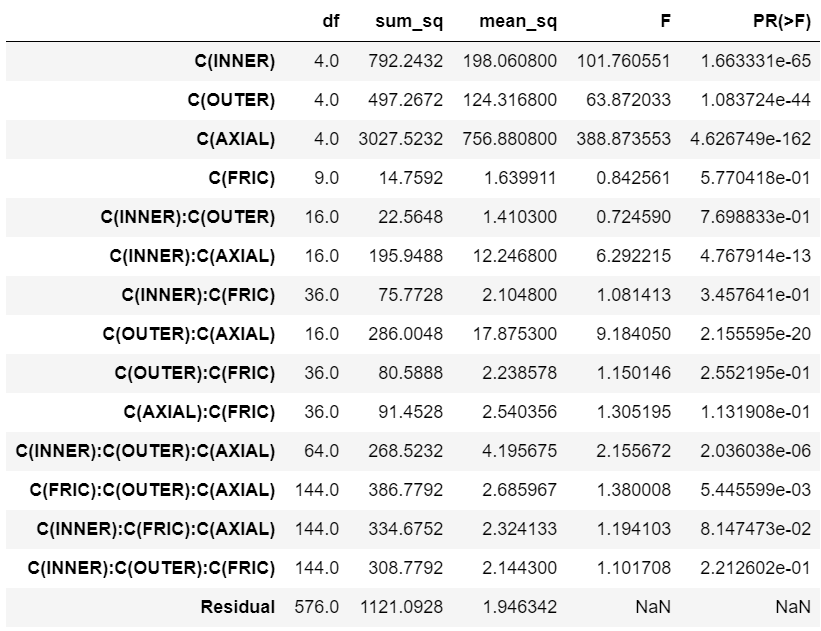 df sum_sq mean_sq F PR(>F)
C(INNER) 4.0 792.2432 198.060800 101.760551 1.663331e-65
C(OUTER) 4.0 497.2672 124.316800 63.872033 1.083724e-44
C(AXIAL) 4.0 3027.5232 756.880800 388.873553 4.626749e-162
C(FRIC) 9.0 14.7592 1.639911 0.842561 5.770418e-01
C(INNER):C(OUTER) 16.0 22.5648 1.410300 0.724590 7.698833e-01
C(INNER):C(AXIAL) 16.0 195.9488 12.246800 6.292215 4.767914e-13
C(INNER):C(FRIC) 36.0 75.7728 2.104800 1.081413 3.457641e-01
C(OUTER):C(AXIAL) 16.0 286.0048 17.875300 9.184050 2.155595e-20
C(OUTER):C(FRIC) 36.0 80.5888 2.238578 1.150146 2.552195e-01
C(AXIAL):C(FRIC) 36.0 91.4528 2.540356 1.305195 1.131908e-01
C(INNER):C(OUTER):C(AXIAL) 64.0 268.5232 4.195675 2.155672 2.036038e-06
C(FRIC):C(OUTER):C(AXIAL) 144.0 386.7792 2.685967 1.380008 5.445599e-03
C(INNER):C(FRIC):C(AXIAL) 144.0 334.6752 2.324133 1.194103 8.147473e-02
C(INNER):C(OUTER):C(FRIC) 144.0 308.7792 2.144300 1.101708 2.212602e-01
Residual 576.0 1121.0928 1.946342 NaN NaN